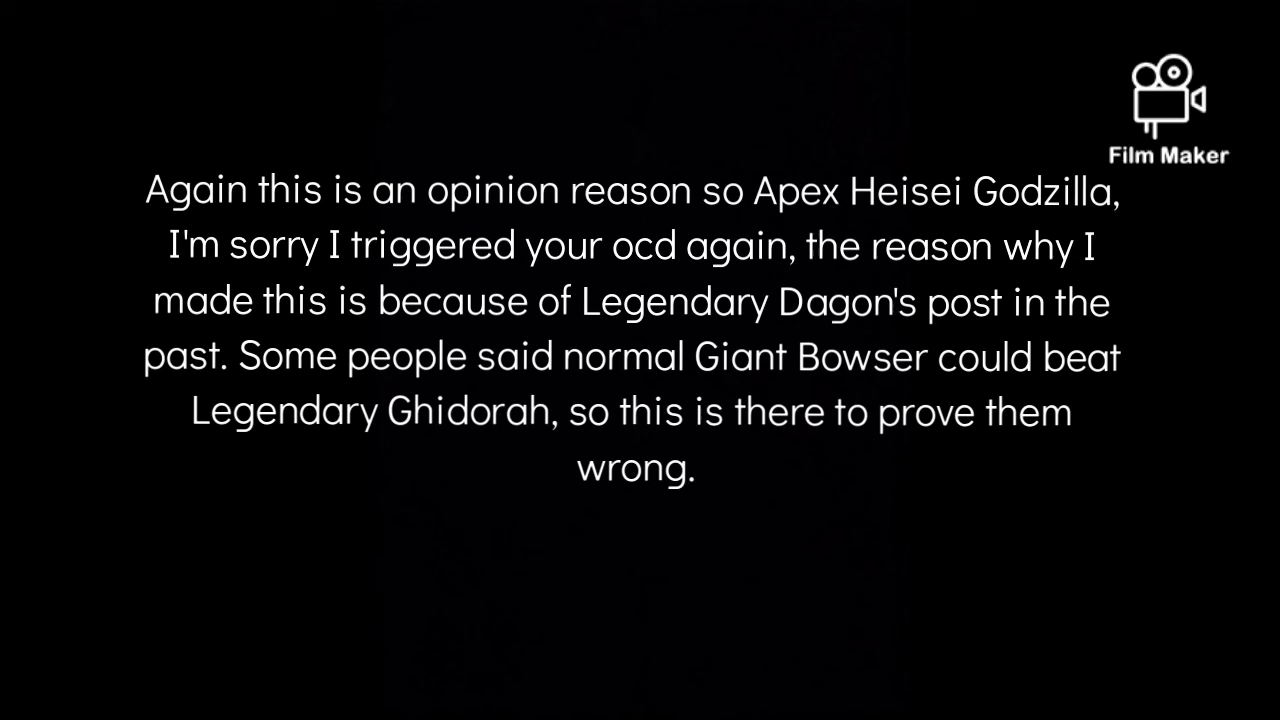 Film Maker
Again this is an opinion reason so Apex Heisei Godzilla,
I'm sorry I triggered your ocd again, the reason why I
made this is because of Legendary Dagon's post in the
past. Some people said normal Giant Bowser could beat
Legendary Ghidorah, so this is there to prove them
wrong.